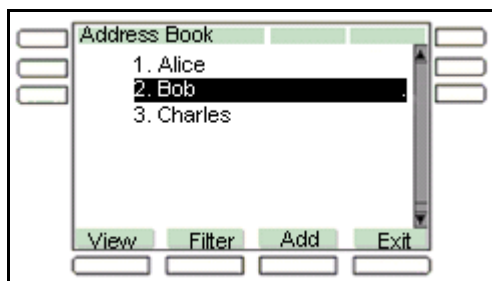 Address Book
1. Alice
2. Bob
3. Charles
View Filter Add Exit